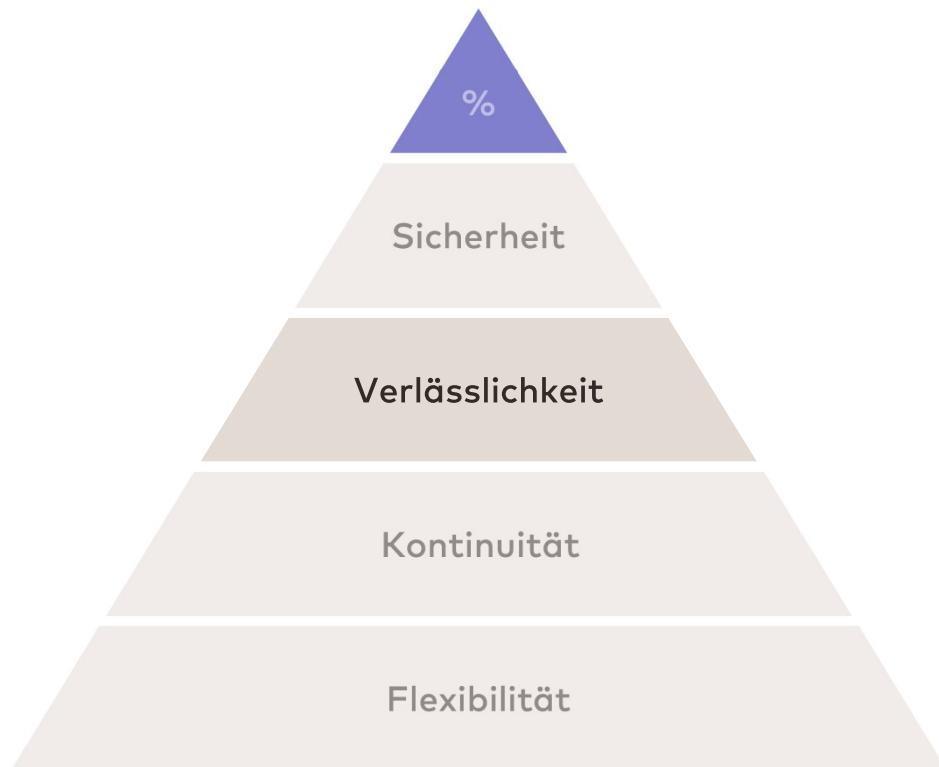 %
Sicherheit
Verlässlichkeit
Kontinuität
Flexibilität